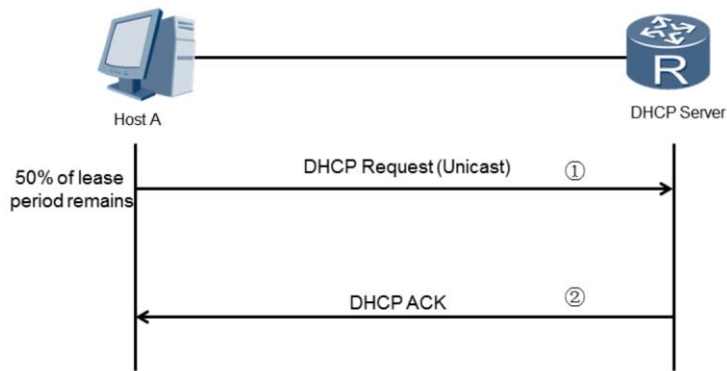 R
Host A
DHCP Server
50% of lease
period remains
DHCP Request (Unicast) ①
DHCP ACK ②